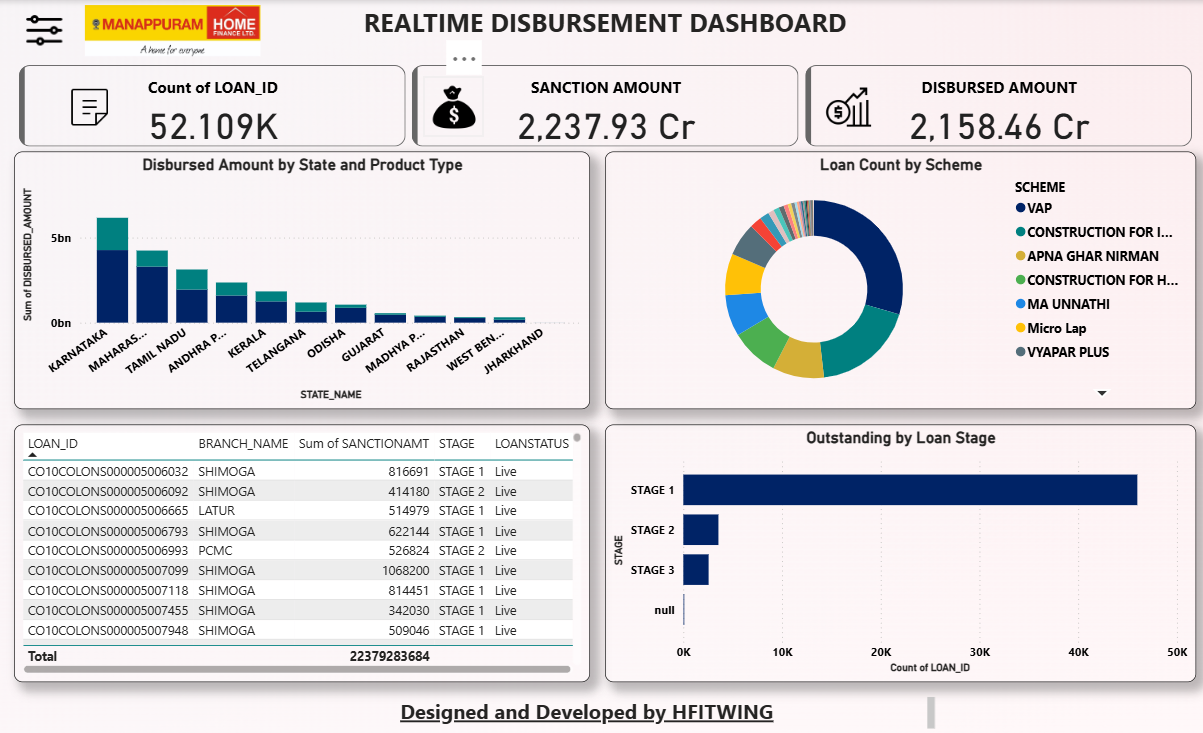 MANAPPURAM HOME
FINANCE LTD.
A home for everyone
REALTIME DISBURSEMENT DASHBOARD
Count of LOAN_ID
52.109K
SANCTION AMOUNT
2,237.93 Cr
DISBURSED AMOUNT
2,158.46 Cr
Disbursed Amount by State and Product Type
Sum of DISBURSED_AMOUNT
5bn
0bn
KARNATAKA
MAHARAS...
TAMIL NADU
ANDHRA P...
KERALA
TELANGANA
ODISHA
GUJARAT
MADHYA P...
RAJASTHAN
WEST BEN...
JHARKHAND
STATE_NAME
Loan Count by Scheme
SCHEME
VAP
CONSTRUCTION FOR I...
APNA GHAR NIRMAN
CONSTRUCTION FOR H...
MA UNNATHI
Micro Lap
VYAPAR PLUS
LOAN_ID BRANCH_NAME Sum of SANCTIONAMT STAGE LOANSTATUS
CO10COLONS000005006032 SHIMOGA 816691 STAGE 1 Live
CO10COLONS000005006092 SHIMOGA 414180 STAGE 2 Live
CO10COLONS000005006665 LATUR 514979 STAGE 1 Live
CO10COLONS000005006793 SHIMOGA 622144 STAGE 1 Live
CO10COLONS000005006993 PCMC 526824 STAGE 2 Live
CO10COLONS000005007099 SHIMOGA 1068200 STAGE 1 Live
CO10COLONS000005007118 SHIMOGA 814451 STAGE 1 Live
CO10COLONS000005007455 SHIMOGA 342030 STAGE 1 Live
CO10COLONS000005007948 SHIMOGA 509046 STAGE 1 Live
Total 22379283684
Outstanding by Loan Stage
STAGE
STAGE 1
STAGE 2
STAGE 3
null
0K 10K 20K 30K 40K 50K
Count of LOAN_ID
Designed and Developed by HFITWING